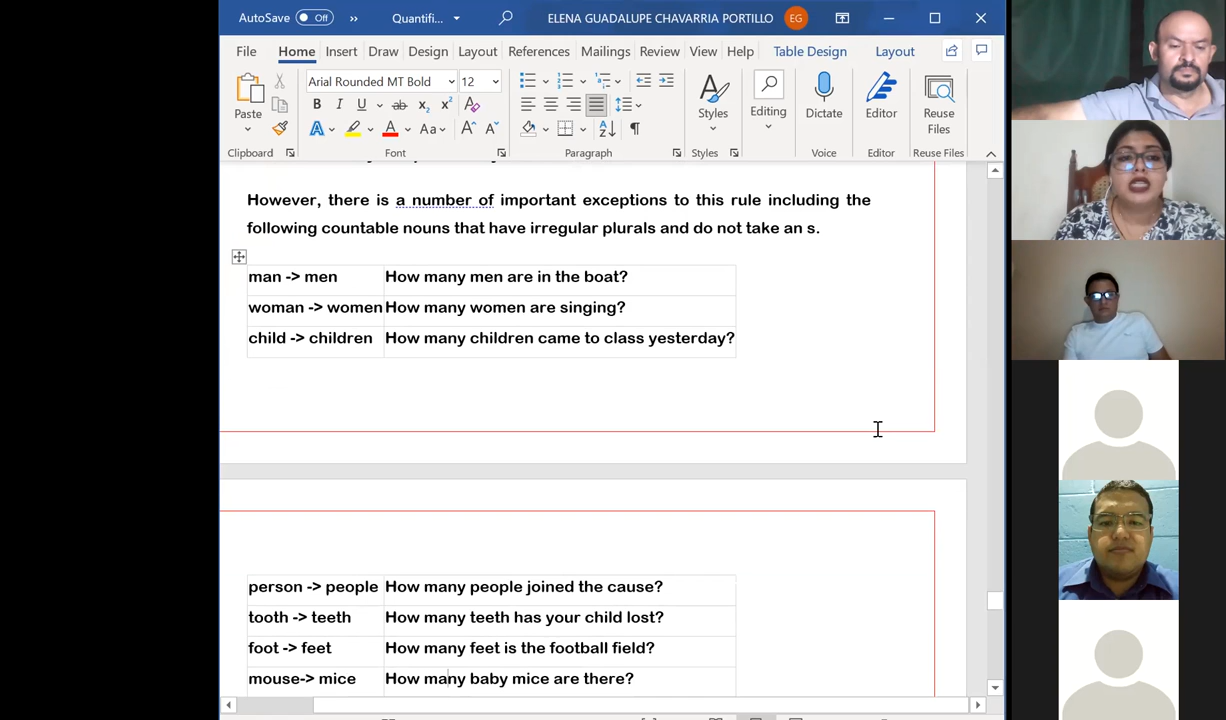 AutoSave Off
Quantifi...
ELENA GUADALUPE CHAVARRIA PORTILLO EG
File Home Insert Draw Design Layout References Mailings Review View Help Table Design Layout
Paste
Arial Rounded MT Bold 12
B I U ab x₂ x²
A A Aa A A
Styles
Editing
Dictate
Editor
Reuse Files
Clipboard Font Paragraph Styles Voice Editor Reuse Files
However, there is a number of important exceptions to this rule including the
following countable nouns that have irregular plurals and do not take an s.
man -> men How many men are in the boat?
woman -> women How many women are singing?
child -> children How many children came to class yesterday?
person -> people How many people joined the cause?
tooth -> teeth How many teeth has your child lost?
foot -> feet How many feet is the football field?
mouse-> mice How many baby mice are there?